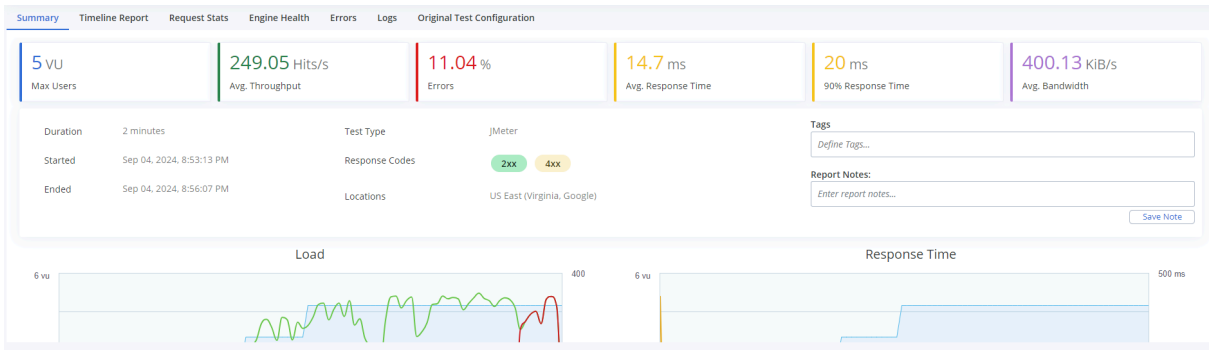 Summary Timeline Report Request Stats Engine Health Errors Logs Original Test Configuration
5 VU 249.05 Hits/s 11.04 % 14.7 ms 20 ms 400.13 KiB/s
Max Users Avg. Throughput Errors Avg. Response Time 90% Response Time Avg. Bandwidth
Duration 2 minutes Test Type JMeter Tags
Define Tags...
Started Sep 04, 2024, 8:53:13 PM Response Codes 2xx 4xx
Report Notes:
Ended Sep 04, 2024, 8:56:07 PM Locations US East (Virginia, Google) Enter report notes...
Save Note
Load Response Time
6 vu 400 6 vu 500 ms